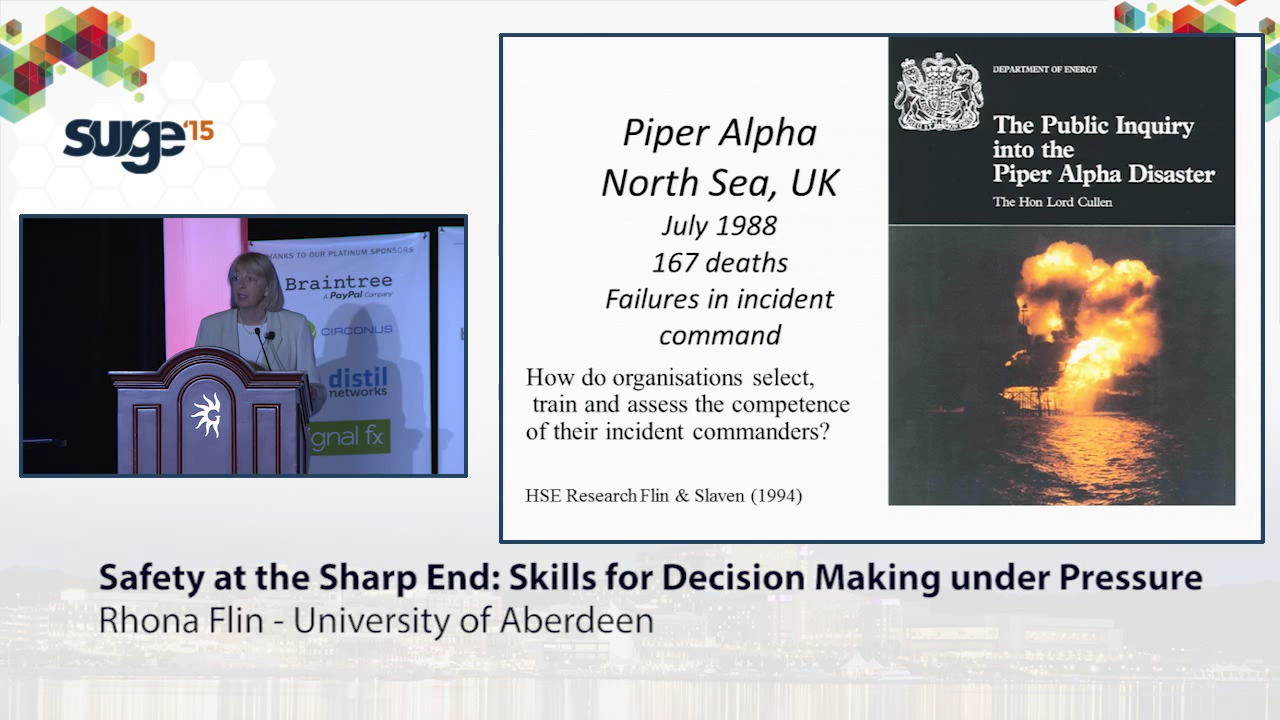 surge '15
THANKS TO OUR PLATINUM SPONSORS
Braintree
A PayPal Company
CIRCONUS
distil
networks
gnal fx
Piper Alpha
North Sea, UK
July 1988
167 deaths
Failures in incident
command
How do organisations select,
train and assess the competence
of their incident commanders?
HSE Research Flin & Slaven (1994)
DEPARTMENT OF ENERGY
The Public Inquiry
into the
Piper Alpha Disaster
The Hon Lord Cullen
Safety at the Sharp End: Skills for Decision Making under Pressure
Rhona Flin - University of Aberdeen